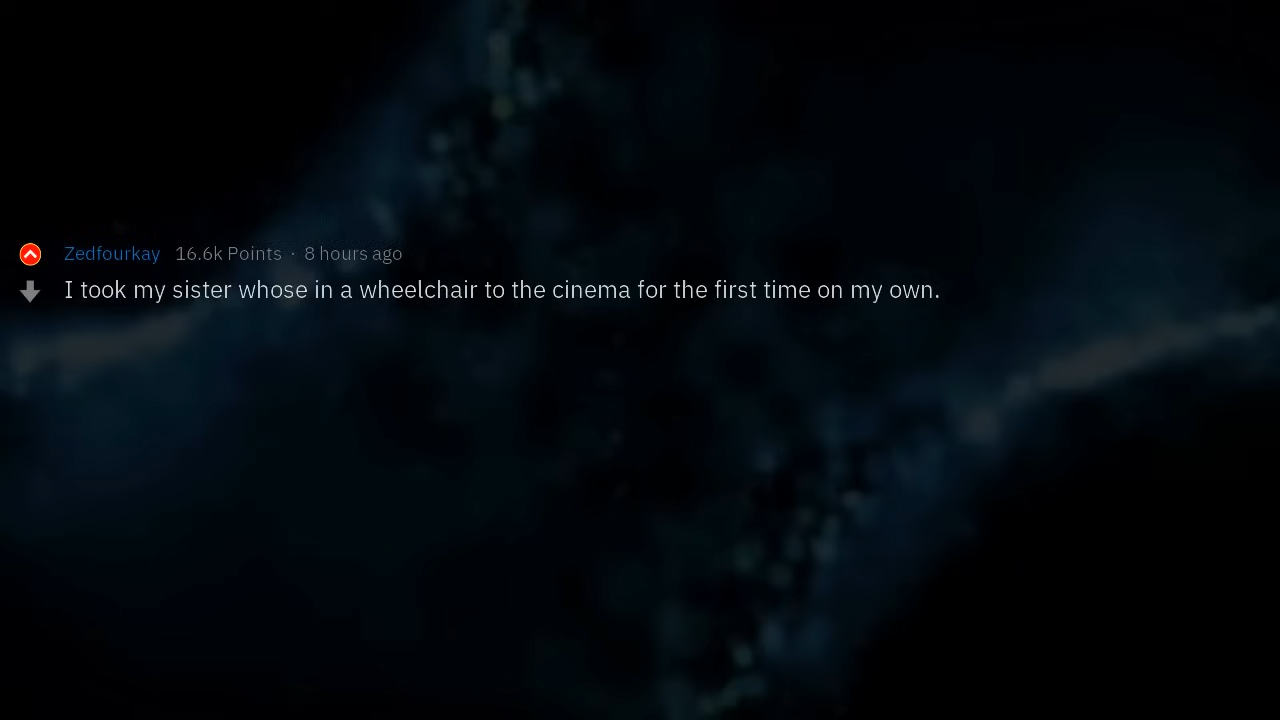 Zedfourkay 16.6k Points · 8 hours ago
I took my sister whose in a wheelchair to the cinema for the first time on my own.